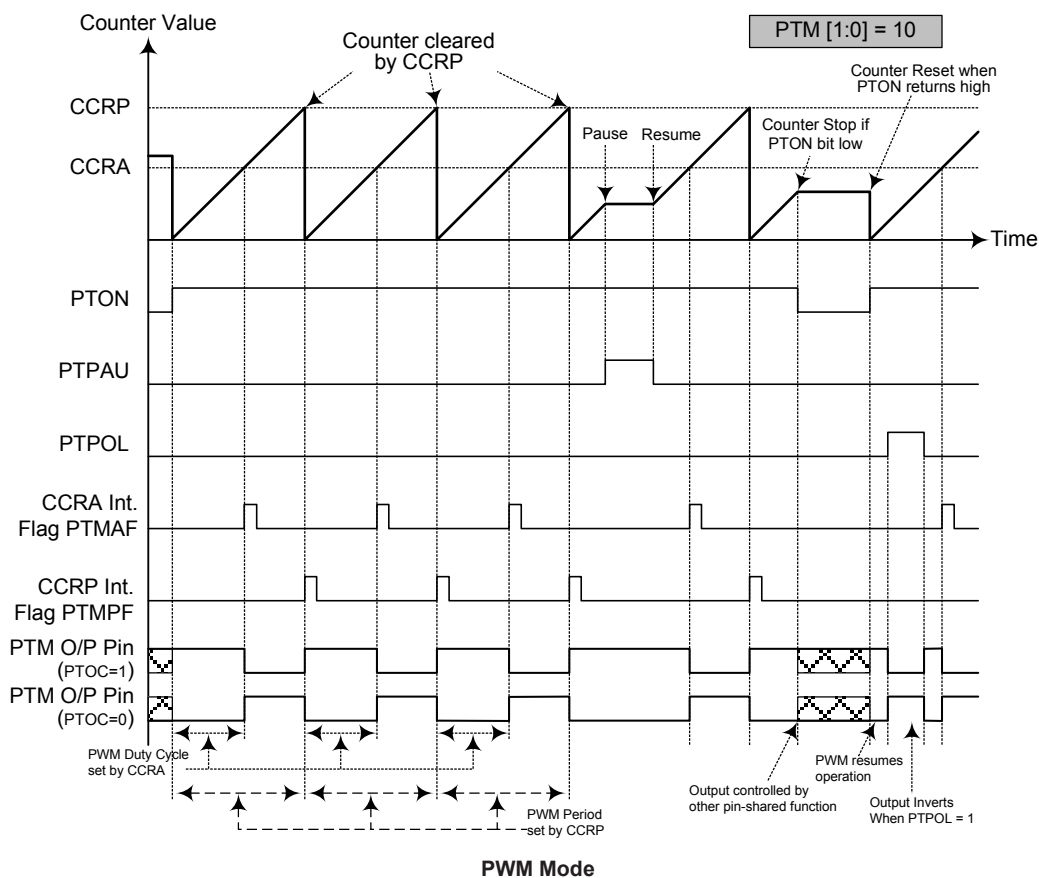 Counter Value
PTM [1:0] = 10
Counter cleared
by CCRP
Counter Reset when
PTON returns high
CCRP
Pause
Resume
Counter Stop if
PTON bit low
CCRA
Time
PTON
PTPAU
PTPOL
CCRA Int.
Flag PTMAF
CCRP Int.
Flag PTMPF
PTM O/P Pin
(PTOC=1)
PTM O/P Pin
(PTOC=0)
PWM Duty Cycle
set by CCRA
PWM resumes
operation
Output controlled by
other pin-shared function
Output Inverts
When PTPOL = 1
PWM Period
set by CCRP
PWM Mode